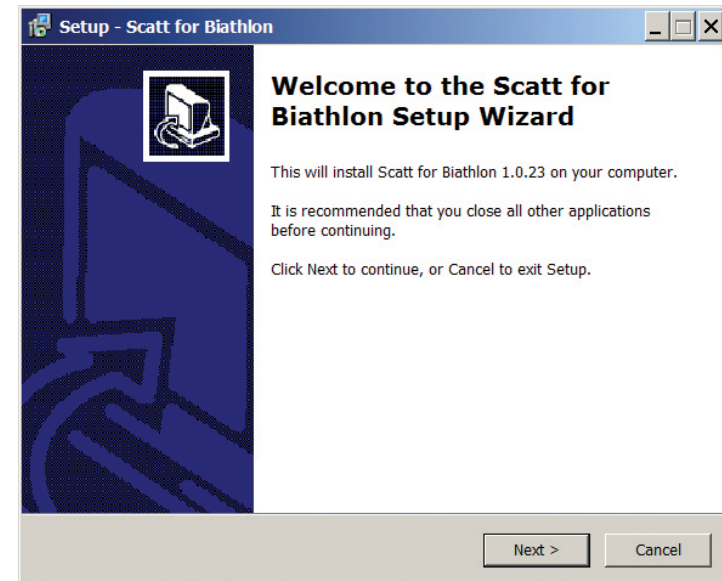 Setup - Scatt for Biathlon
Welcome to the Scatt for
Biathlon Setup Wizard
This will install Scatt for Biathlon 1.0.23 on your computer.
It is recommended that you close all other applications
before continuing.
Click Next to continue, or Cancel to exit Setup.
Next >
Cancel